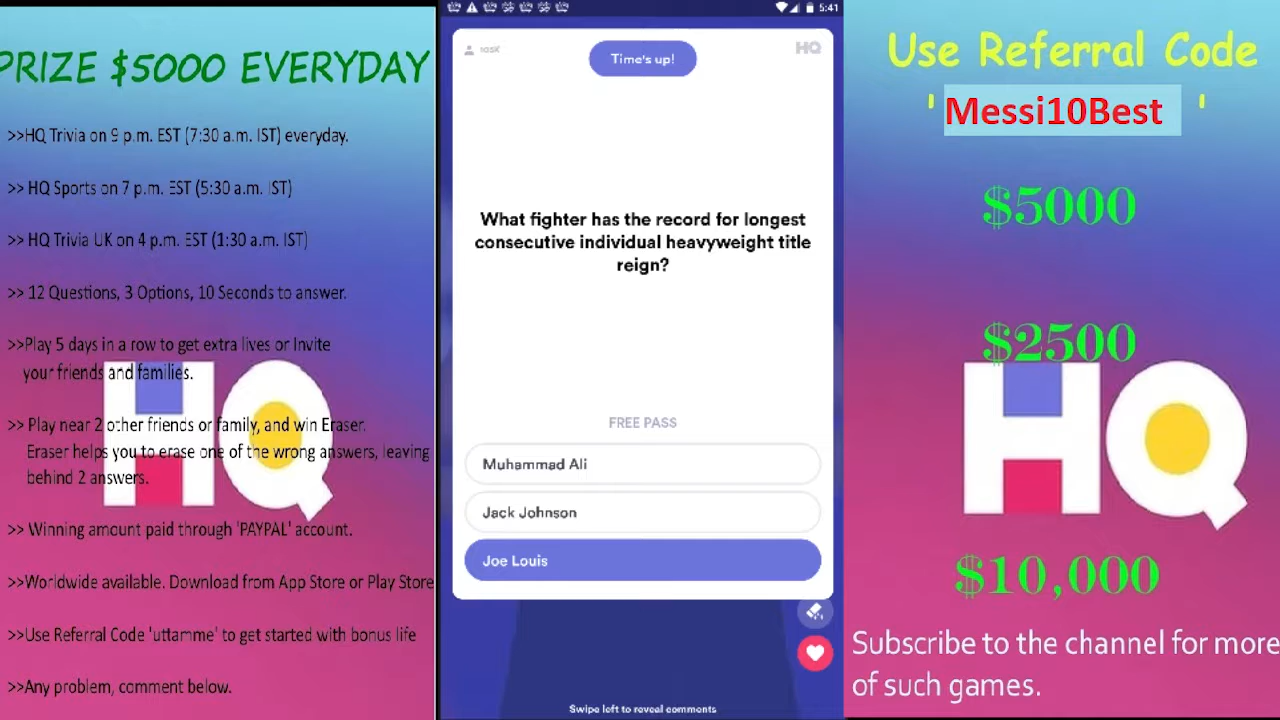 PRIZE $5000 EVERYDAY
>>HQ Trivia on 9 p.m. EST (7:30 a.m. IST) everyday.
>> HQ Sports on 7 p.m. EST (5:30 a.m. IST)
>> HQ Trivia UK on 4 p.m. EST (1:30 a.m. IST)
>> 12 Questions, 3 Options, 10 Seconds to answer.
>>Play 5 days in a row to get extra lives or Invite
your friends and families.
>> Play near 2 other friends or family, and win Eraser.
Eraser helps you to erase one of the wrong answers, leaving
behind 2 answers.
>> Winning amount paid through 'PAYPAL' account.
>>Worldwide available. Download from App Store or Play Store
>>Use Referral Code 'uttamme' to get started with bonus life
>>Any problem, comment below.
HQ
5:41
Time's up!
HQ
What fighter has the record for longest
consecutive individual heavyweight title
reign?
FREE PASS
Muhammad Ali
Jack Johnson
Joe Louis
Swipe left to reveal comments
Use Referral Code
' Messi10Best '
$5000
$2500
HQ
$10,000
Subscribe to the channel for more
of such games.